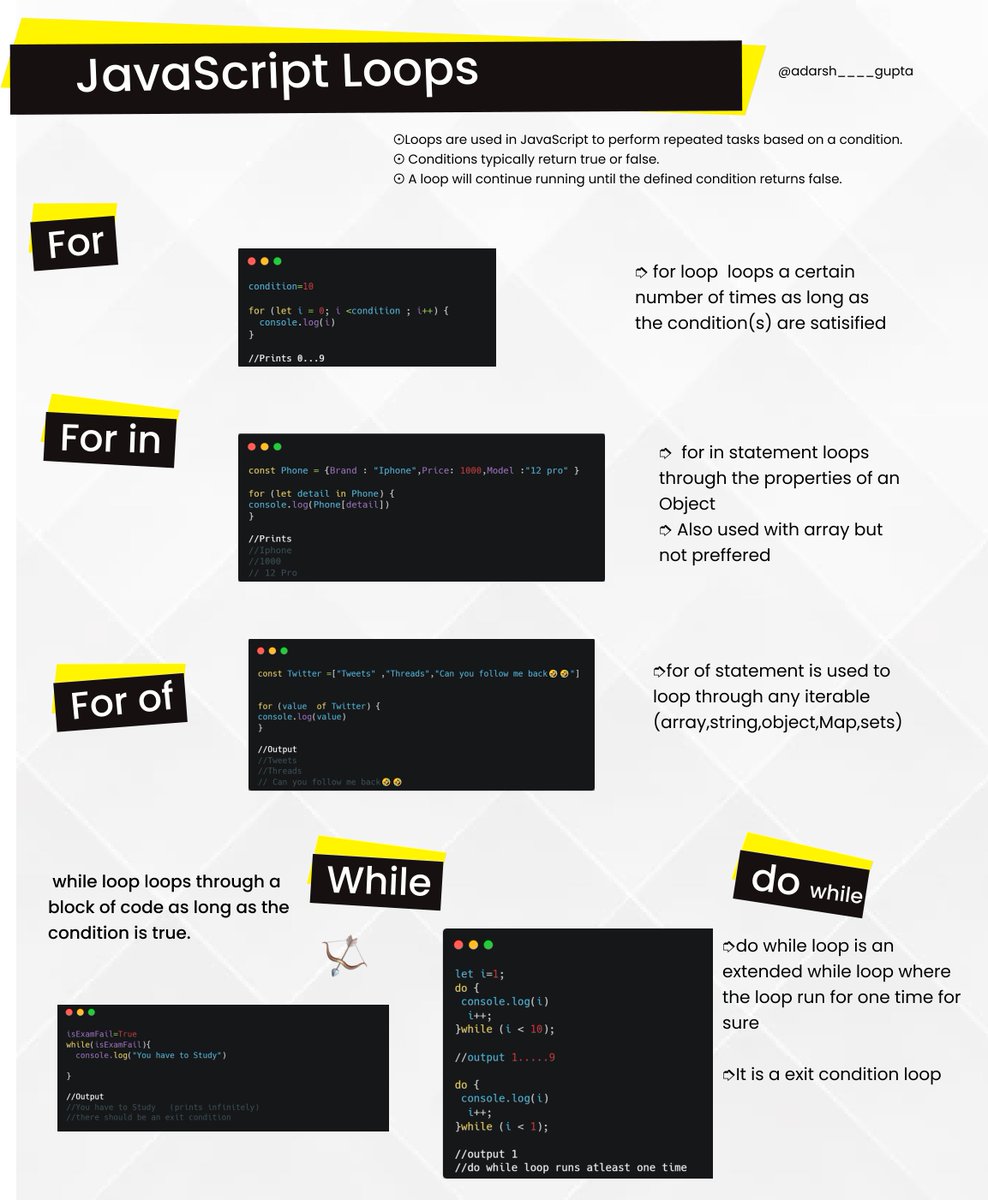 JavaScript Loops
@adarsh____gupta
⊙Loops are used in JavaScript to perform repeated tasks based on a condition.
⊙ Conditions typically return true or false.
⊙ A loop will continue running until the defined condition returns false.
For
condition=10
for (let i = 0; i <condition ; i++) {
console.log(i)
}
//Prints 0...9
➩ for loop loops a certain
number of times as long as
the condition(s) are satisified
For in
const Phone = {Brand : "Iphone",Price: 1000,Model :"12 pro" }
for (let detail in Phone) {
console.log(Phone[detail])
}
//Prints
//Iphone
//1000
// 12 Pro
➩ for in statement loops
through the properties of an
Object
➩ Also used with array but
not preffered
For of
const Twitter =["Tweets" ,"Threads","Can you follow me back🤣🤣"]
for (value of Twitter) {
console.log(value)
}
//Output
//Tweets
//Threads
// Can you follow me back🤣🤣
➩for of statement is used to
loop through any iterable
(array,string,object,Map,sets)
While
while loop loops through a
block of code as long as the
condition is true.
isExamFail=True
while(isExamFail){
console.log("You have to Study")
}
//Output
//You have to Study (prints infinitely)
//there should be an exit condition
do while
let i=1;
do {
console.log(i)
i++;
}while (i < 10);
//output 1.....9
do {
console.log(i)
i++;
}while (i < 1);
//output 1
//do while loop runs atleast one time
➩do while loop is an
extended while loop where
the loop run for one time for
sure
➩It is a exit condition loop